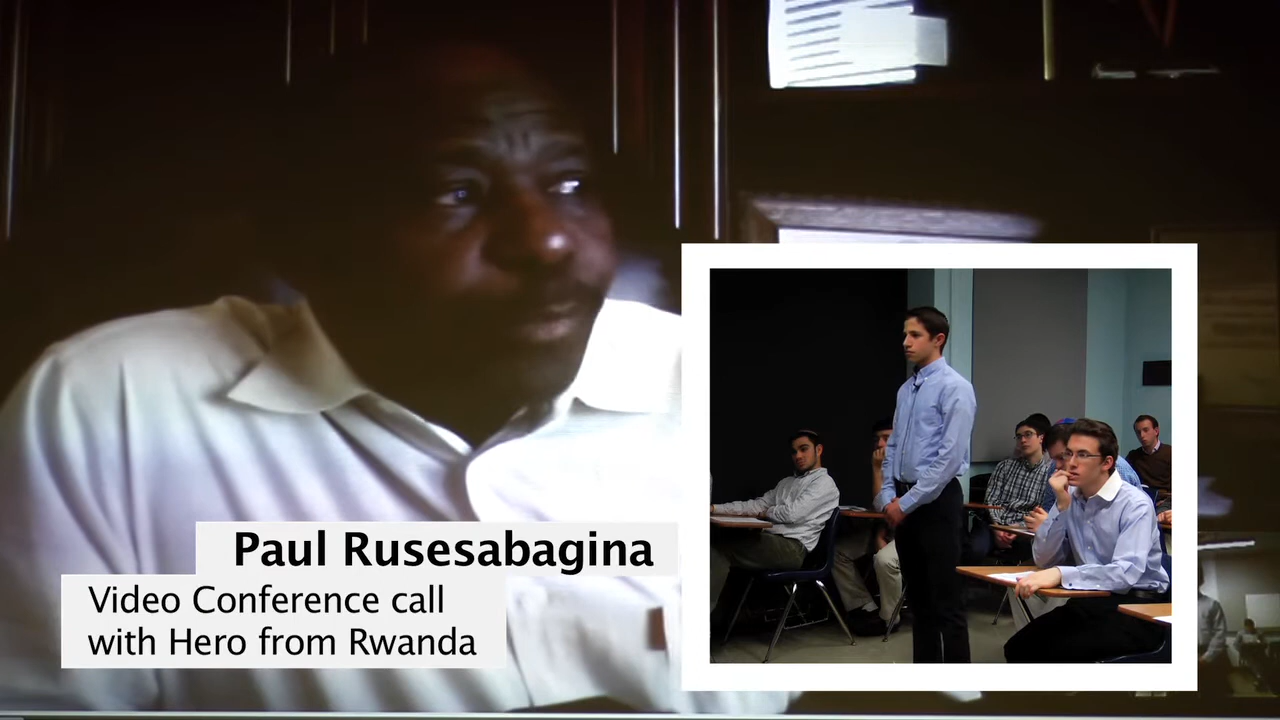 Paul Rusesabagina
Video Conference call
with Hero from Rwanda